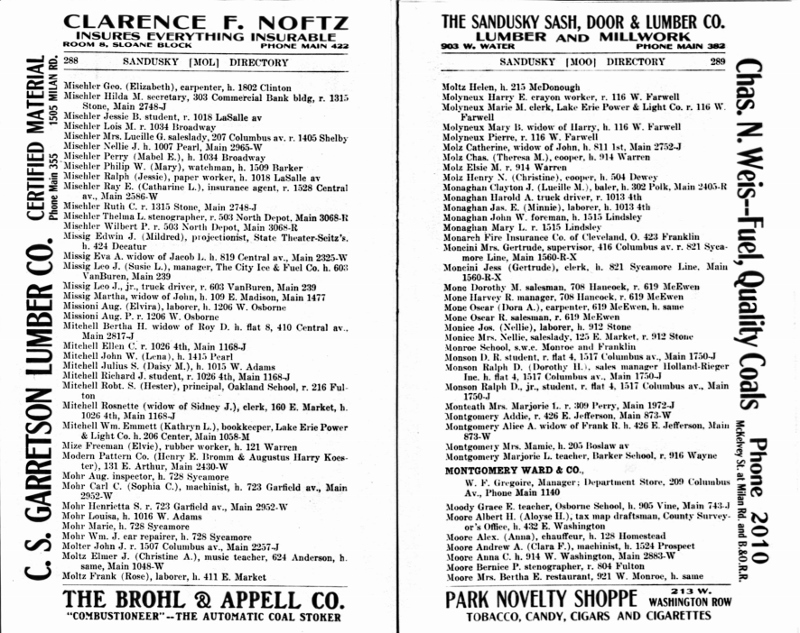 CLARENCE F. NOFTZ
INSURES EVERYTHING INSURABLE
ROOM 8, SLOANE BLOCK PHONE MAIN 422
288 SANDUSKY [MOL] DIRECTORY
Mischler Geo. (Elizabeth), carpenter, h. 1802 Clinton
Mischler Hilda M. secretary, 303 Commercial Bank bldg, r. 1315
Stone, Main 2748-J
Mischler Jessie B. student, r. 1018 LaSalle av
Mischler Lois M. r. 1034 Broadway
Mischler Mrs. Lucille G. saleslady, 207 Columbus av. r. 1405 Shelby
Mischler Nellie J. h. 1007 Pearl, Main 2965-W
Mischler Perry (Mabel E.), h. 1034 Broadway
Mischler Philip W. (Mary), watchman, h. 1509 Barker
Mischler Ralph (Jessie), paper worker, h. 1018 LaSalle av
Mischler Ray E. (Catharine L.), insurance agent, r. 1528 Central
av., Main 2586-W
Mischler Ruth C. r. 1315 Stone, Main 2748-J
Mischler Thelma L. stenographer, r. 503 North Depot, Main 3068-R
Mischler Wilbert P. r. 503 North Depot, Main 3068-R
Missig Edwin J. (Mildred), projectionist, State Theater-Seitz's,
h. 424 Decatur
Missig Eva A. widow of Jacob L. h. 819 Central av., Main 2325-W
Missig Leo J. (Susie L.), manager, The City Ice & Fuel Co. h. 603
VanBuren, Main 239
Missig Leo J., jr., truck driver, r. 603 VanBuren, Main 239
Missig Martha, widow of John, h. 109 E. Madison, Main 1477
Missioni Aug. (Elvira), laborer, h. 1206 W. Osborne
Missioni Aug. P. r. 1206 W. Osborne
Mitchell Bertha H. widow of Roy D. h. flat 8, 410 Central av.,
Main 2817-J
Mitchell Ellen C. r. 1026 4th, Main 1168-J
Mitchell John W. (Lena), h. 1415 Pearl
Mitchell Julius S. (Daisy M.), h. 1015 W. Adams
Mitchell Richard J. student, r. 1026 4th, Main 1168-J
Mitchell Robt. S. (Hester), principal, Oakland School, r. 216 Ful-
ton
Mitchell Rosnette (widow of Sidney J.), clerk, 160 E. Market, h.
1026 4th, Main 1168-J
Mitchell Wm. Emmett (Kathryn L.), bookkeeper, Lake Erie Power
& Light Co. h. 206 Center, Main 1058-M
Mize Freeman (Elvie), rubber worker, h. 121 Warren
Modern Pattern Co. (Henry E. Bromm & Augustus Harry Koes-
ter), 131 E. Arthur, Main 2430-W
Mohr Aug. inspector, h. 728 Sycamore
Mohr Carl C. (Sophia C.), machinist, h. 723 Garfield av., Main
2952-W
Mohr Henrietta S. r. 723 Garfield av., Main 2952-W
Mohr Louisa, h. 1016 W. Adams
Mohr Marie, h. 728 Sycamore
Mohr Wm. J. car repairer, h. 728 Sycamore
Molter John J. r. 1507 Columbus av., Main 2257-J
Moltz Elmer J. (Christine A.), music teacher, 624 Anderson, h.
same, Main 1048-W
Moltz Frank (Rose), laborer, h. 411 E. Market
THE BROHL & APPELL CO.
"COMBUSTIONEER"--THE AUTOMATIC COAL STOKER
C. S. GARRETSON LUMBER CO. CERTIFIED MATERIAL
Phone Main 355 1505 MILAN RD.
THE SANDUSKY SASH, DOOR & LUMBER CO.
LUMBER AND MILLWORK
903 W. WATER PHONE MAIN 382
SANDUSKY [MOO] DIRECTORY 289
Moltz Helen, h. 215 McDonough
Molyneux Harry E. crayon worker, r. 116 W. Farwell
Molyneux Marie M. clerk, Lake Erie Power & Light Co. r. 116 W.
Farwell
Molyneux Mary B. widow of Harry, h. 116 W. Farwell
Molyneux Pierre, r. 116 W. Farwell
Molz Catherine, widow of John, h. 811 1st, Main 2752-J
Molz Chas. (Theresa M.), cooper, h. 914 Warren
Molz Elsie M. r. 914 Warren
Molz Henry N. (Christine), cooper, h. 504 Dewey
Monaghan Clayton J. (Lucille M.), baler, h. 302 Polk, Main 2405-R
Monaghan Harold A. truck driver, r. 1013 4th
Monaghan Jas. E. (Minnie), laborer, h. 1013 4th
Monaghan John W. foreman, h. 1515 Lindsley
Monaghan Mary L. r. 1515 Lindsley
Monarch Fire Insurance Co. of Cleveland, O. 423 Franklin
Moncini Mrs. Gertrude, supervisor, 416 Columbus av. r. 821 Syca-
more Line, Main 1560-R-X
Moncini Jess (Gertrude), clerk, h. 821 Sycamore Line, Main
1560-R-X
Mone Dorothy M. salesman, 708 Hancock, r. 619 McEwen
Mone Harvey R. manager, 708 Hancock, r. 619 McEwen
Mone Oscar (Dora A.), carpenter, 619 McEwen, h. same
Mone Oscar R. salesman, r. 619 McEwen
Monice Jos. (Nellie), laborer, h. 912 Stone
Monice Mrs. Nellie, saleslady, 125 E. Market, r. 912 Stone
Monroe School, s.w.c. Monroe and Franklin
Monson D. R. student, r. flat 4, 1517 Columbus av., Main 1750-J
Monson Ralph D. (Dorothy H.), sales manager Holland-Rieger
Inc. h. flat 4, 1517 Columbus av., Main 1750-J
Monson Ralph D., jr., student, r. flat 4, 1517 Columbus av., Main
1750-J
Monteath Mrs. Marjorie L. r. 309 Perry, Main 1972-J
Montgomery Addie, r. 426 E. Jefferson, Main 873-W
Montgomery Alice A. widow of Frank R. h. 426 E. Jefferson, Main
873-W
Montgomery Mrs. Mamie, h. 205 Boslaw av
Montgomery Marjorie L. teacher, Barker School, r. 916 Wayne
MONTGOMERY WARD & CO.,
W. F. Gregoire, Manager; Department Store, 209 Columbus
Av., Phone Main 1140
Moody Grace E. teacher, Osborne School, h. 905 Vine, Main 743-J
Moore Albert H. (Aloyse H.), tax map draftsman, County Survey-
or's Office, h. 432 E. Washington
Moore Alex. (Anna), chauffeur, h. 128 Homestead
Moore Andrew A. (Clara F.), machinist, h. 1524 Prospect
Moore Anna C. h. 914 W. Washington, Main 2883-W
Moore Bernice P. stenographer, r. 804 Fulton
Moore Mrs. Bertha E. restaurant, 921 W. Monroe, h. same
PARK NOVELTY SHOPPE 213 W. WASHINGTON ROW
TOBACCO, CANDY, CIGARS AND CIGARETTES
Chas. N. Weis--Fuel, Quality Coals Phone 2010
McKelvey St. at Milan Rd. and B.&O.R.R.